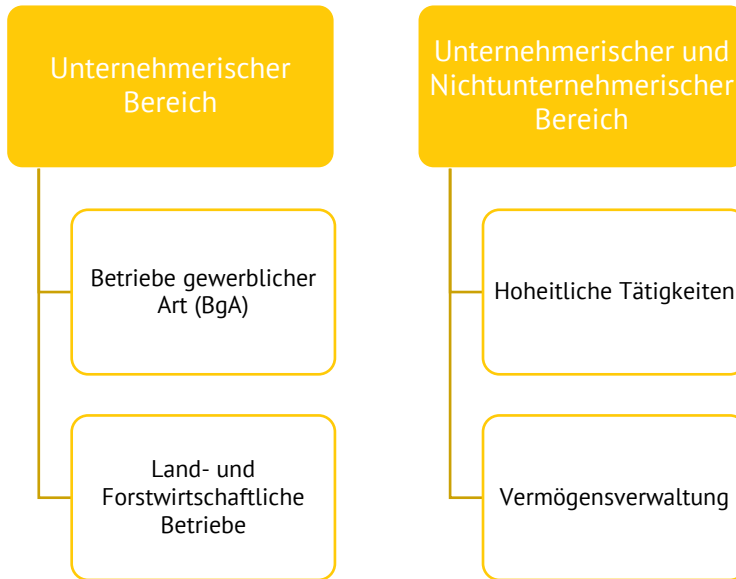 Unternehmerischer
Bereich
Betriebe gewerblicher
Art (BgA)
Land- und
Forstwirtschaftliche
Betriebe
Unternehmerischer und
Nichtunternehmerischer
Bereich
Hoheitliche Tätigkeiten
Vermögensverwaltung